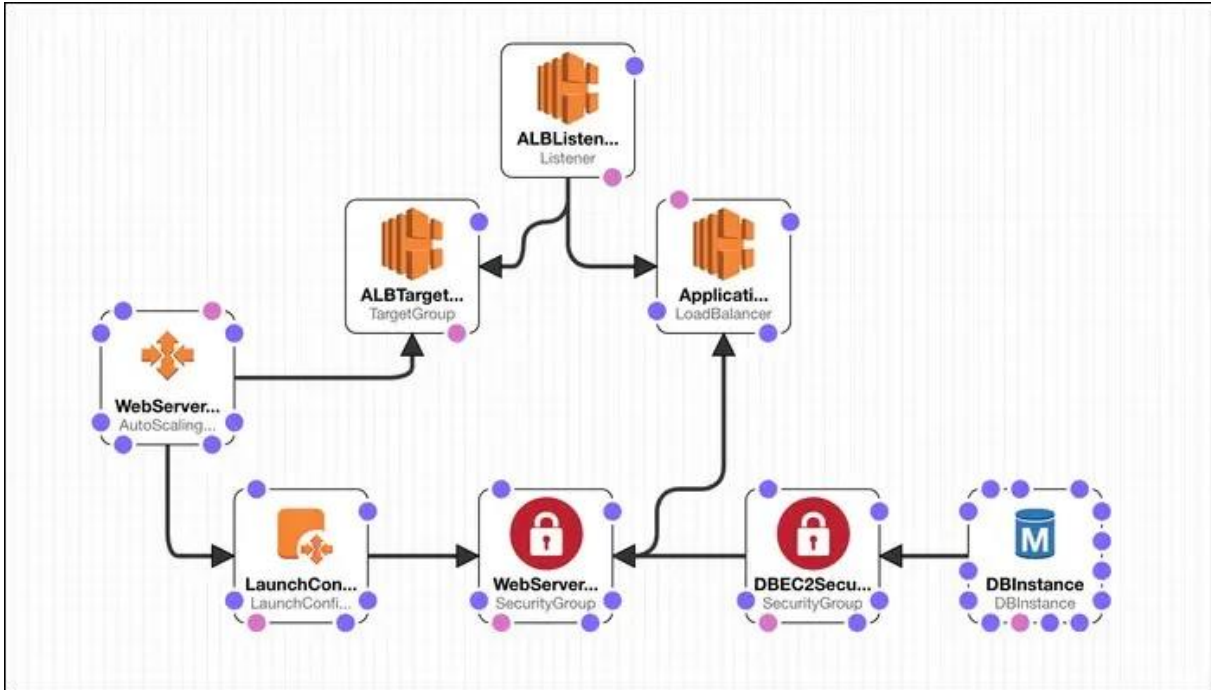 ALBListen...
Listener
ALBTarget...
TargetGroup
Applicati...
LoadBalancer
WebServer...
AutoScaling...
LaunchCon...
LaunchConfi...
WebServer...
SecurityGroup
DBEC2Secu...
SecurityGroup
M
DBInstance
DBInstance